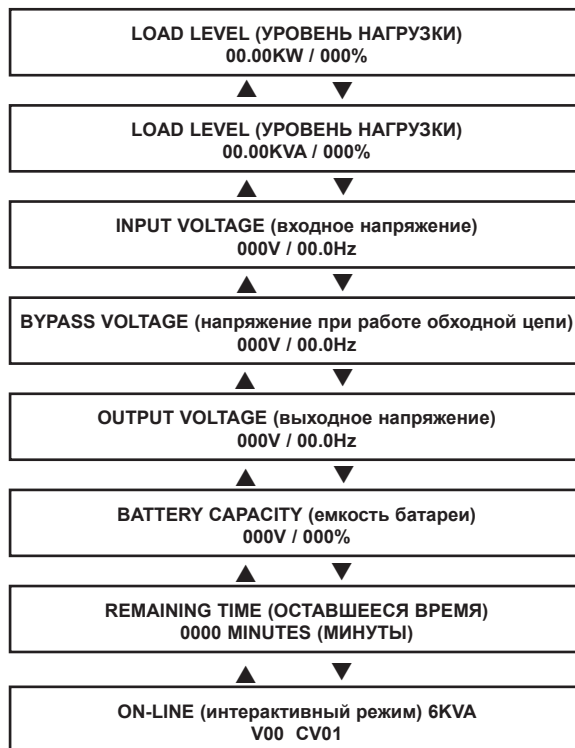 LOAD LEVEL (УРОВЕНЬ НАГРУЗКИ)
00.00KW / 000%
LOAD LEVEL (УРОВЕНЬ НАГРУЗКИ)
00.00KVA / 000%
INPUT VOLTAGE (входное напряжение)
000V / 00.0Hz
BYPASS VOLTAGE (напряжение при работе обходной цепи)
000V / 00.0Hz
OUTPUT VOLTAGE (выходное напряжение)
000V / 00.0Hz
BATTERY CAPACITY (емкость батареи)
000V / 000%
REMAINING TIME (ОСТАВШЕЕСЯ ВРЕМЯ)
0000 MINUTES (МИНУТЫ)
ON-LINE (интерактивный режим) 6KVA
V00 CV01